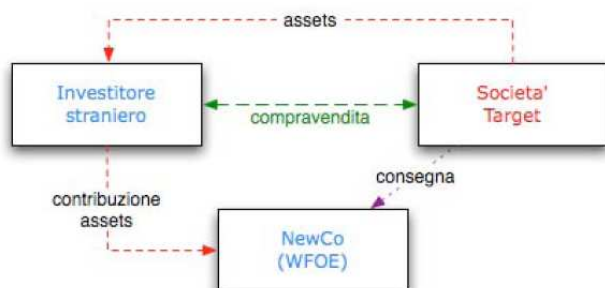 assets
Investitore
straniero
compravendita
Societa'
Target
contribuzione
assets
consegna
NewCo
(WFOE)